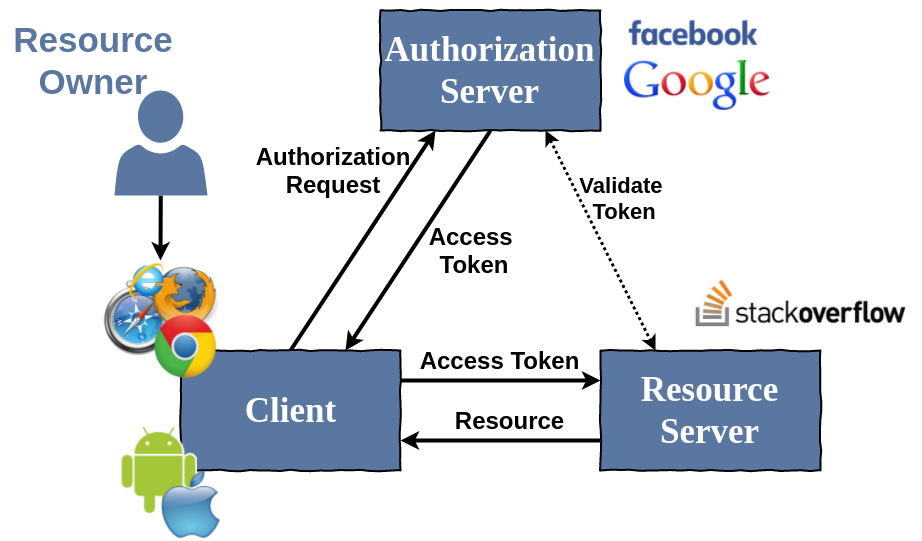 Resource
Owner
Authorization
Server
facebook
Google
Authorization
Request
Access
Token
Validate
Token
stackoverflow
Access Token
Resource
Client
Resource
Server